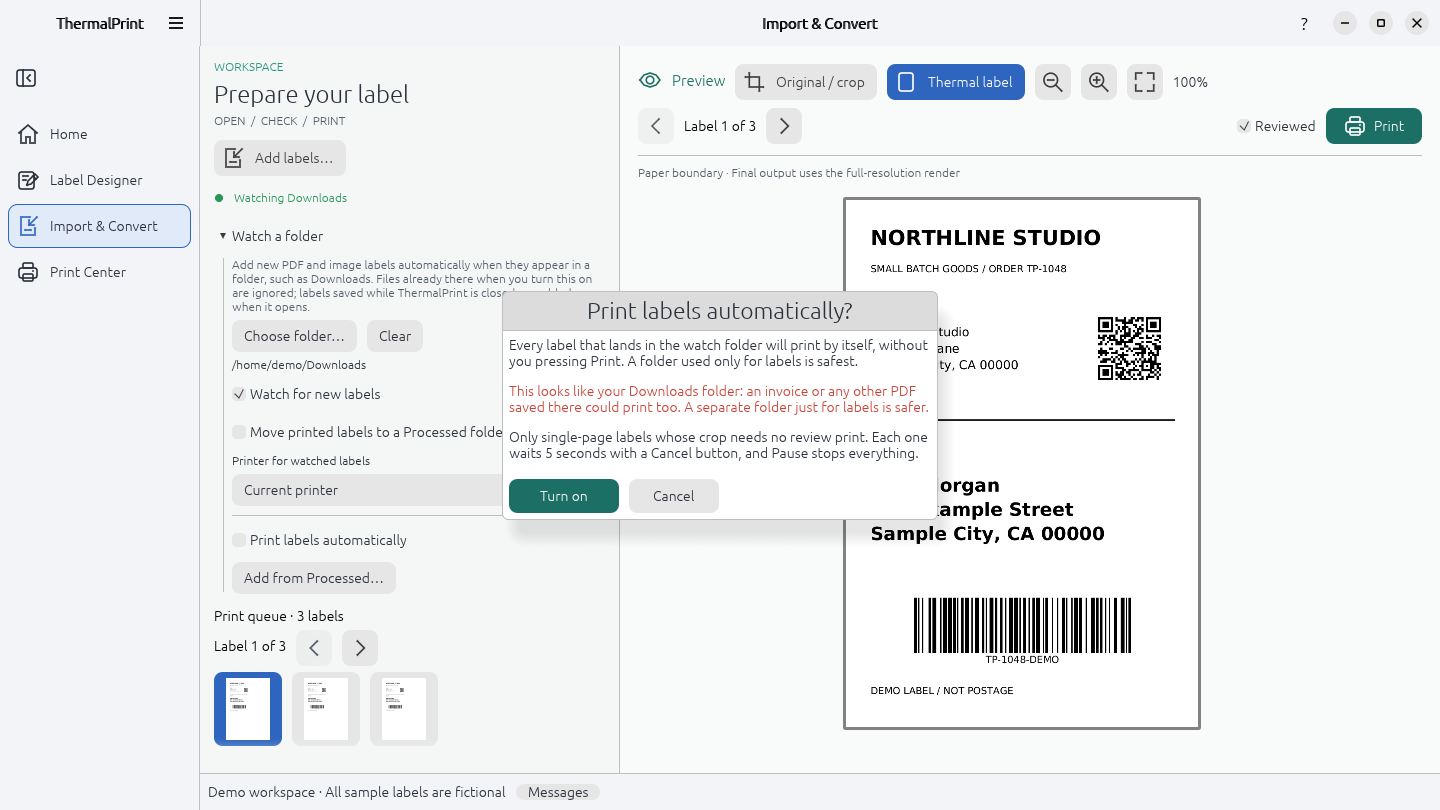 ThermalPrint
Import & Convert
?
Home
Label Designer
Import & Convert
Print Center
WORKSPACE
Prepare your label
OPEN / CHECK / PRINT
Add labels…
Watching Downloads
Watch a folder
Add new PDF and image labels automatically when they appear in a
folder, such as Downloads. Files already there when you turn this on
are ignored; labels saved while ThermalPrint is
when it opens.
Choose folder…
Clear
/home/demo/Downloads
Watch for new labels
Move printed labels to a Processed
Printer for watched labels
Current printer
Print labels automatically
Add from Processed…
Print queue · 3 labels
Label 1 of 3
Preview
Original / crop
Thermal label
100%
Label 1 of 3
Reviewed
Print
Paper boundary · Final output uses the full-resolution render
NORTHLINE STUDIO
SMALL BATCH GOODS / ORDER TP-1048
CA 00000
Street
Sample City, CA 00000
TP-1048-DEMO
DEMO LABEL / NOT POSTAGE
Print labels automatically?
Every label that lands in the watch folder will print by itself, without
you pressing Print. A folder used only for labels is safest.
This looks like your Downloads folder: an invoice or any other PDF
saved there could print too. A separate folder just for labels is safer.
Only single-page labels whose crop needs no review print. Each one
waits 5 seconds with a Cancel button, and Pause stops everything.
Turn on
Cancel
Demo workspace · All sample labels are fictional
Messages